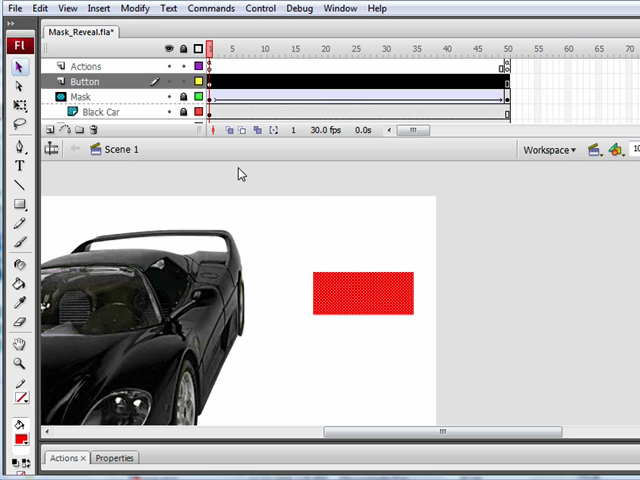 File Edit View Insert Modify Text Commands Control Debug Window Help
Mask_Reveal.fla*
Fl
5 10 15 20 25 30 35 40 45 50 55 60 65 70
Actions
Button
Mask
Black Car
1 30.0 fps 0.0s
Scene 1
Workspace
10
T
Actions × Properties